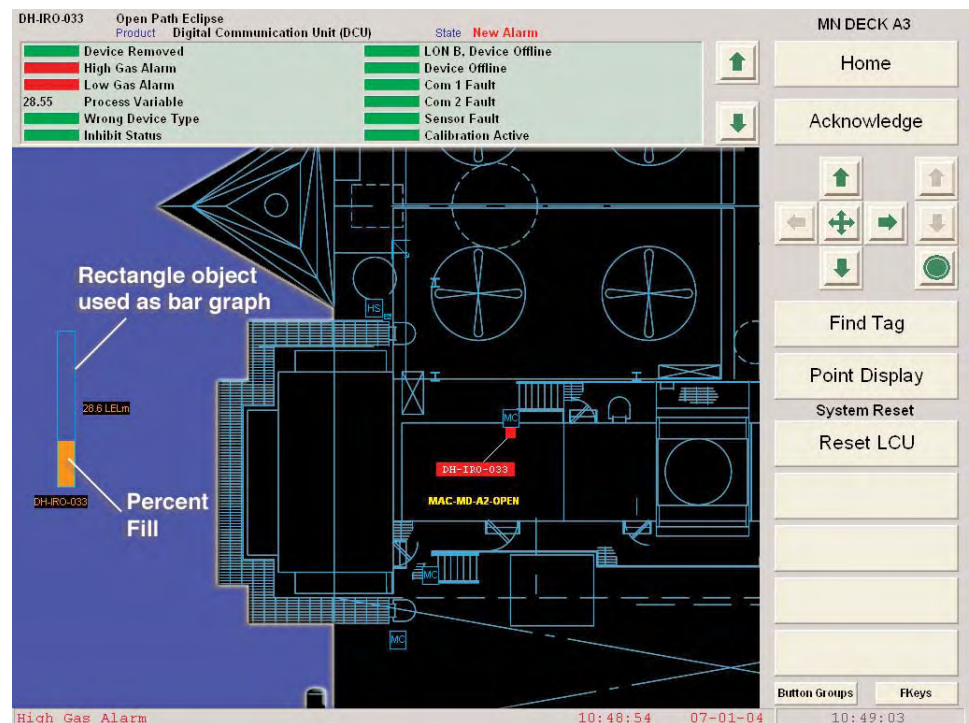 DH-IRO-033 Open Path Eclipse
Product Digital Communication Unit (DCU) State New Alarm
Device Removed
High Gas Alarm
Low Gas Alarm
28.55 Process Variable
Wrong Device Type
Inhibit Status
LON B, Device Offline
Device Offline
Com 1 Fault
Com 2 Fault
Sensor Fault
Calibration Active
MN DECK A3
Home
Acknowledge
Find Tag
Point Display
System Reset
Reset LCU
Button Groups FKeys
Rectangle object
used as bar graph
28.6 LELm
DH-IRO-033
Percent
Fill
HS
MC
DH-IRO-033
MAC-MD-A2-OPEN
MC
MC
High Gas Alarm 10:48:54 07-01-04 10:49:03